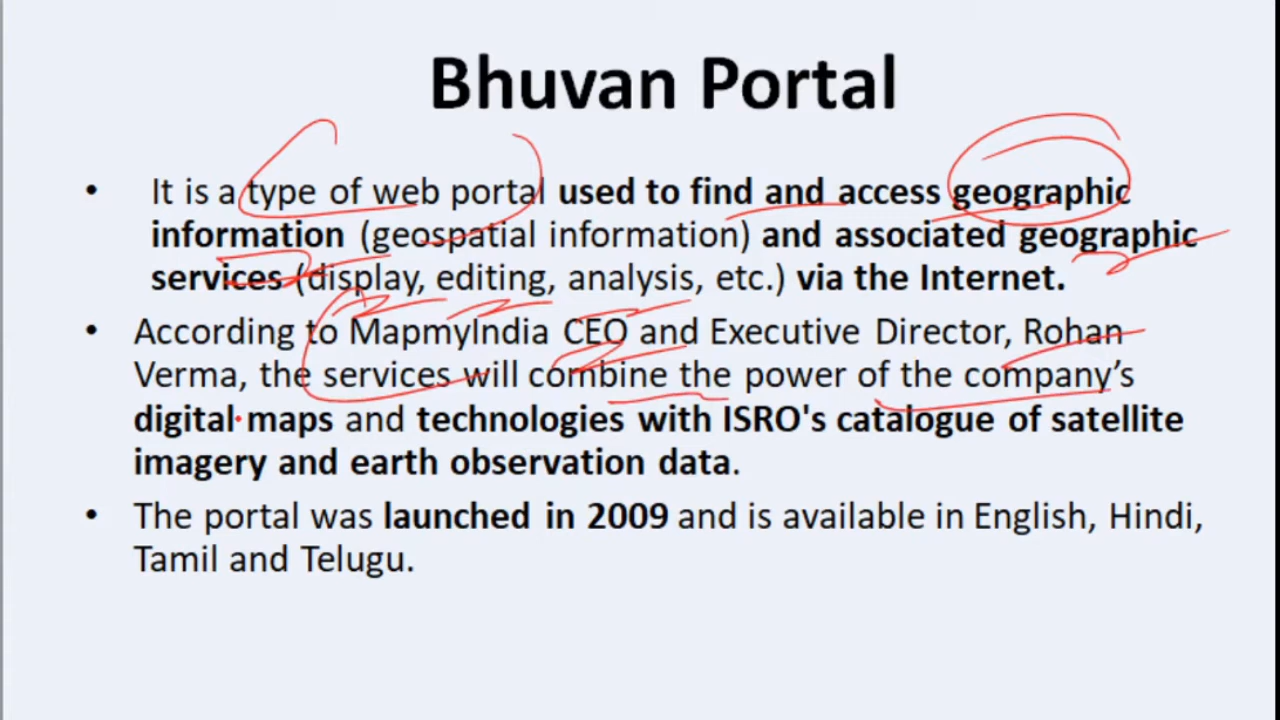 Bhuvan Portal
• It is a type of web portal used to find and access geographic
information (geospatial information) and associated geographic
services (display, editing, analysis, etc.) via the Internet.
• According to MapmyIndia CEO and Executive Director, Rohan
Verma, the services will combine the power of the company's
digital maps and technologies with ISRO's catalogue of satellite
imagery and earth observation data.
• The portal was launched in 2009 and is available in English, Hindi,
Tamil and Telugu.